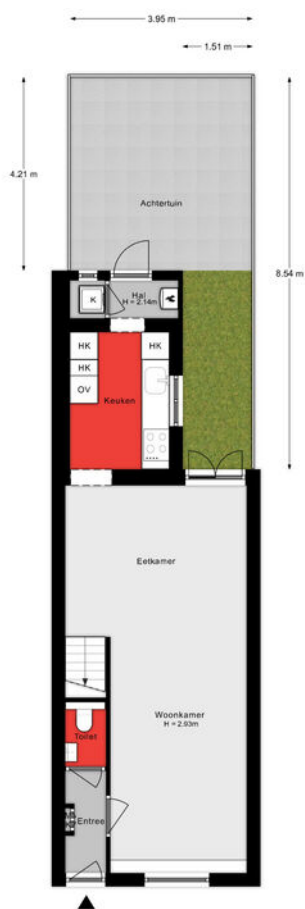 3.95 m
1.51 m
4.21 m
8.54 m
Achtertuin
K
Hal
H = 2.14m
HK
HK
HK
OV
Keuken
Eetkamer
Woonkamer
H = 2.93m
Toilet
Entree